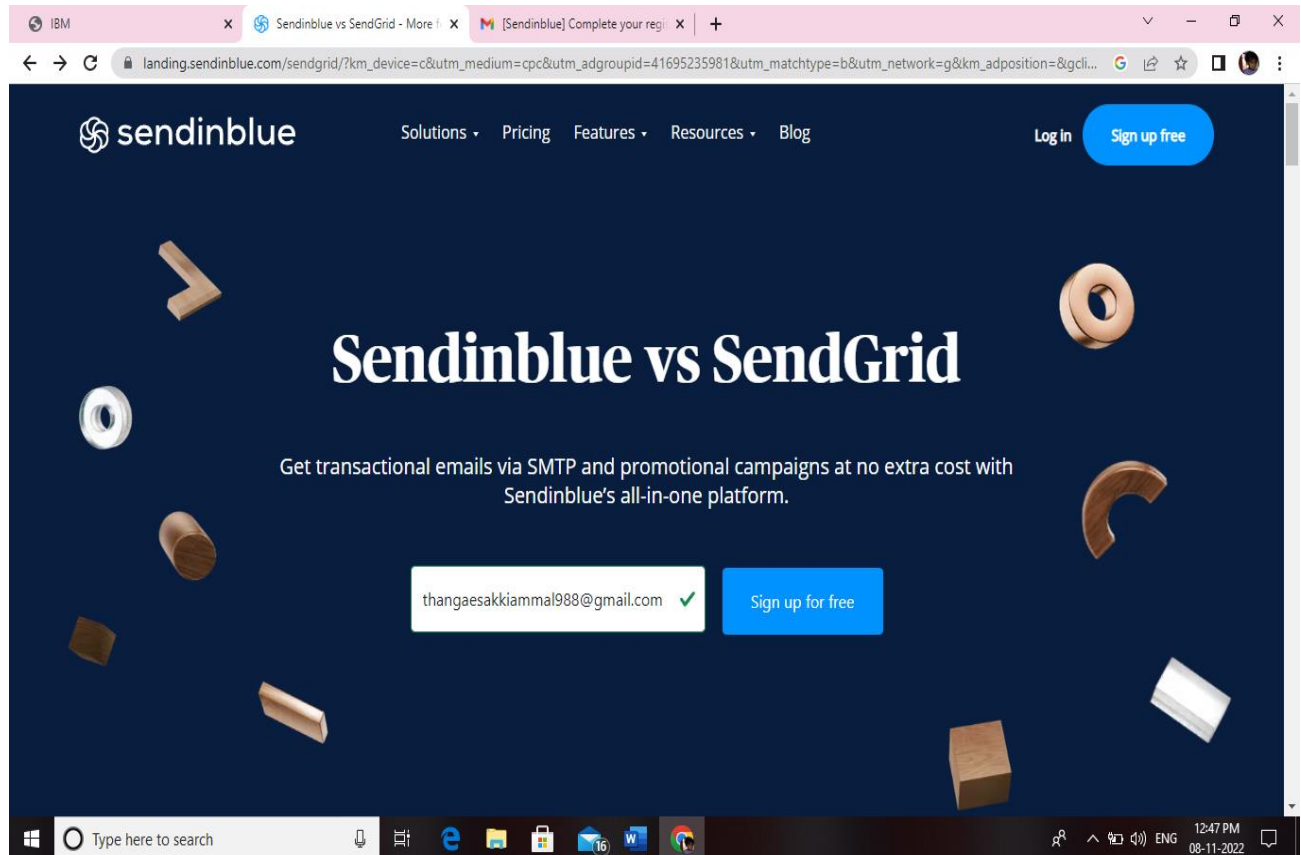 IBM
Sendinblue vs SendGrid - More f
[Sendinblue] Complete your regi
landing.sendinblue.com/sendgrid/?km_device=c&utm_medium=cpc&utm_adgroupid=41695235981&utm_matchtype=b&utm_network=g&km_adposition=&gcli...
sendinblue
Solutions Pricing Features Resources Blog
Log in
Sign up free
Sendinblue vs SendGrid
Get transactional emails via SMTP and promotional campaigns at no extra cost with
Sendinblue's all-in-one platform.
thangaesakkiammal988@gmail.com
Sign up for free
Type here to search
16
ENG
12:47 PM
08-11-2022